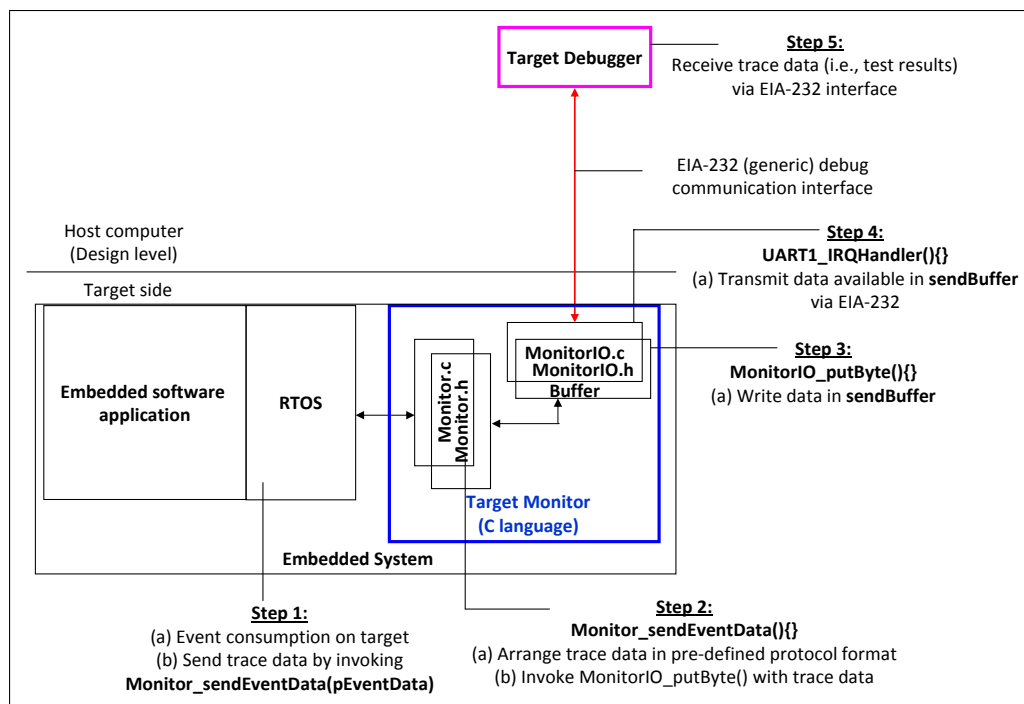 Target Debugger
Step 5:
Receive trace data (i.e., test results)
via EIA-232 interface
EIA-232 (generic) debug
communication interface
Host computer
(Design level)
Step 4:
UART1_IRQHandler(){}
(a) Transmit data available in sendBuffer
via EIA-232
Target side
Embedded software
application
RTOS
Monitor.c
Monitor.h
MonitorIO.c
MonitorIO.h
Buffer
Step 3:
MonitorIO_putByte(){}
(a) Write data in sendBuffer
Target Monitor
(C language)
Embedded System
Step 1:
(a) Event consumption on target
(b) Send trace data by invoking
Monitor_sendEventData(pEventData)
Step 2:
Monitor_sendEventData(){}
(a) Arrange trace data in pre-defined protocol format
(b) Invoke MonitorIO_putByte() with trace data